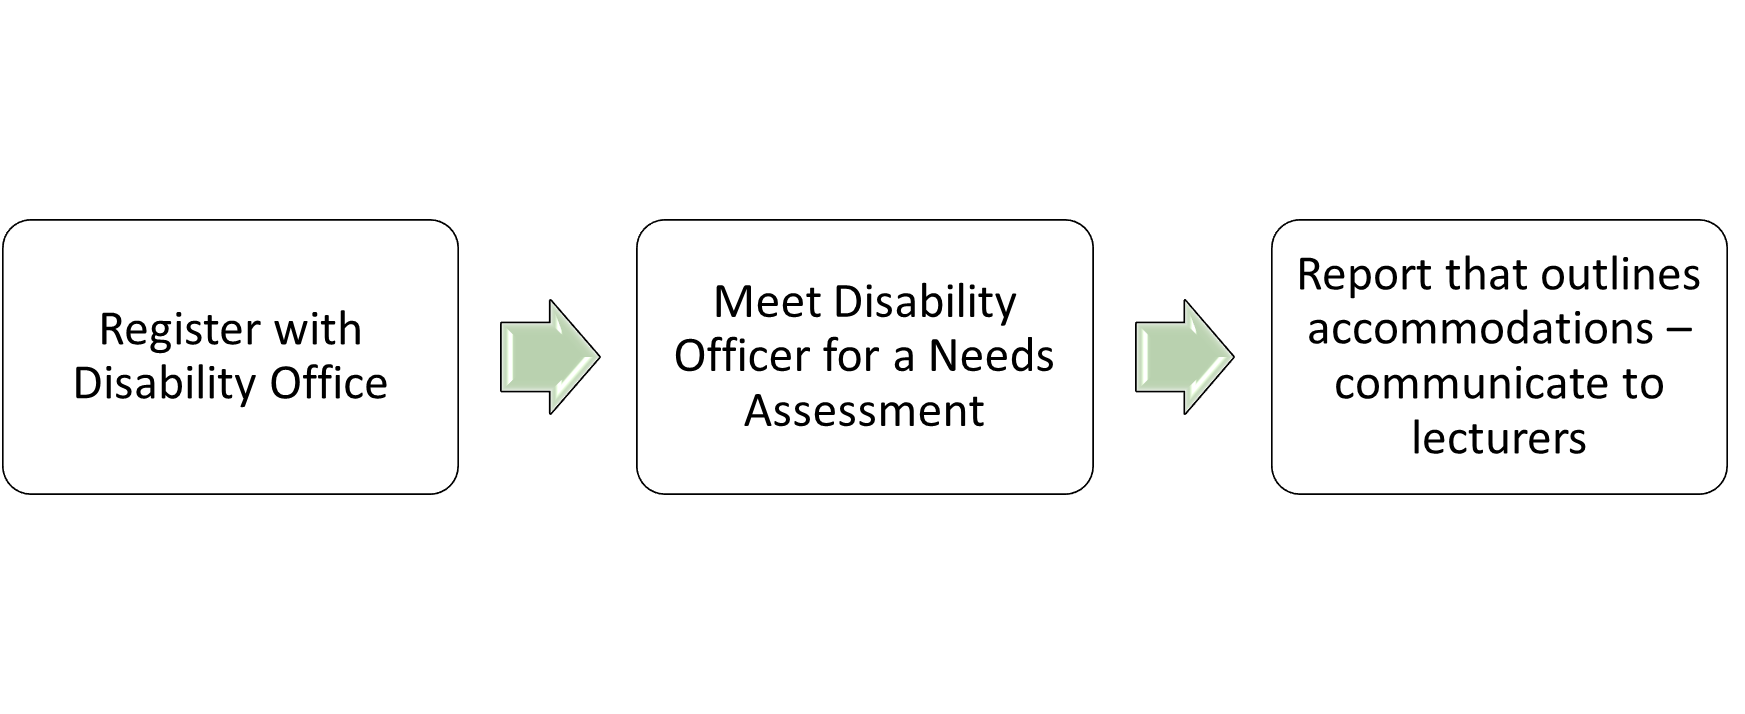 Register with
Disability Office
Meet Disability
Officer for a Needs
Assessment
Report that outlines
accommodations –
communicate to
lecturers